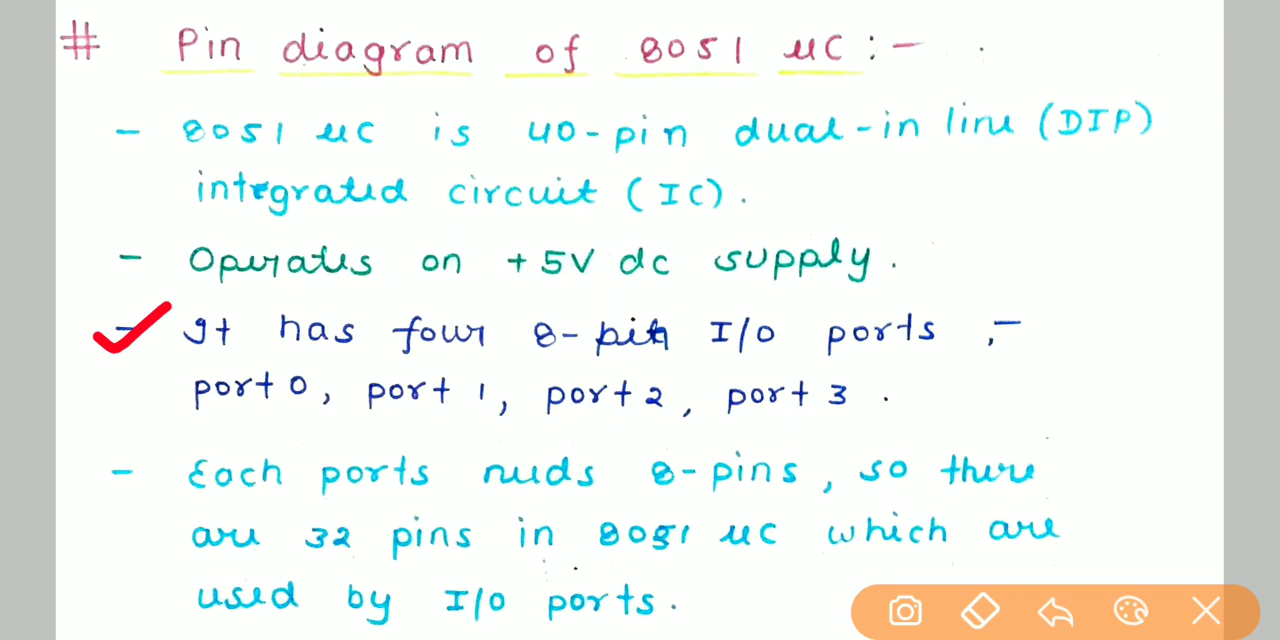 # Pin diagram of 8051 uC :-
- 8051 uC is 40-pin dual-in line (DIP)
integrated circuit (IC).
- Operates on +5V dc supply.
- It has four 8-bit I/O ports :-
port 0, port 1, port 2, port 3.
- Each ports needs 8-pins, so there
are 32 pins in 8051 uC which are
used by I/O ports.